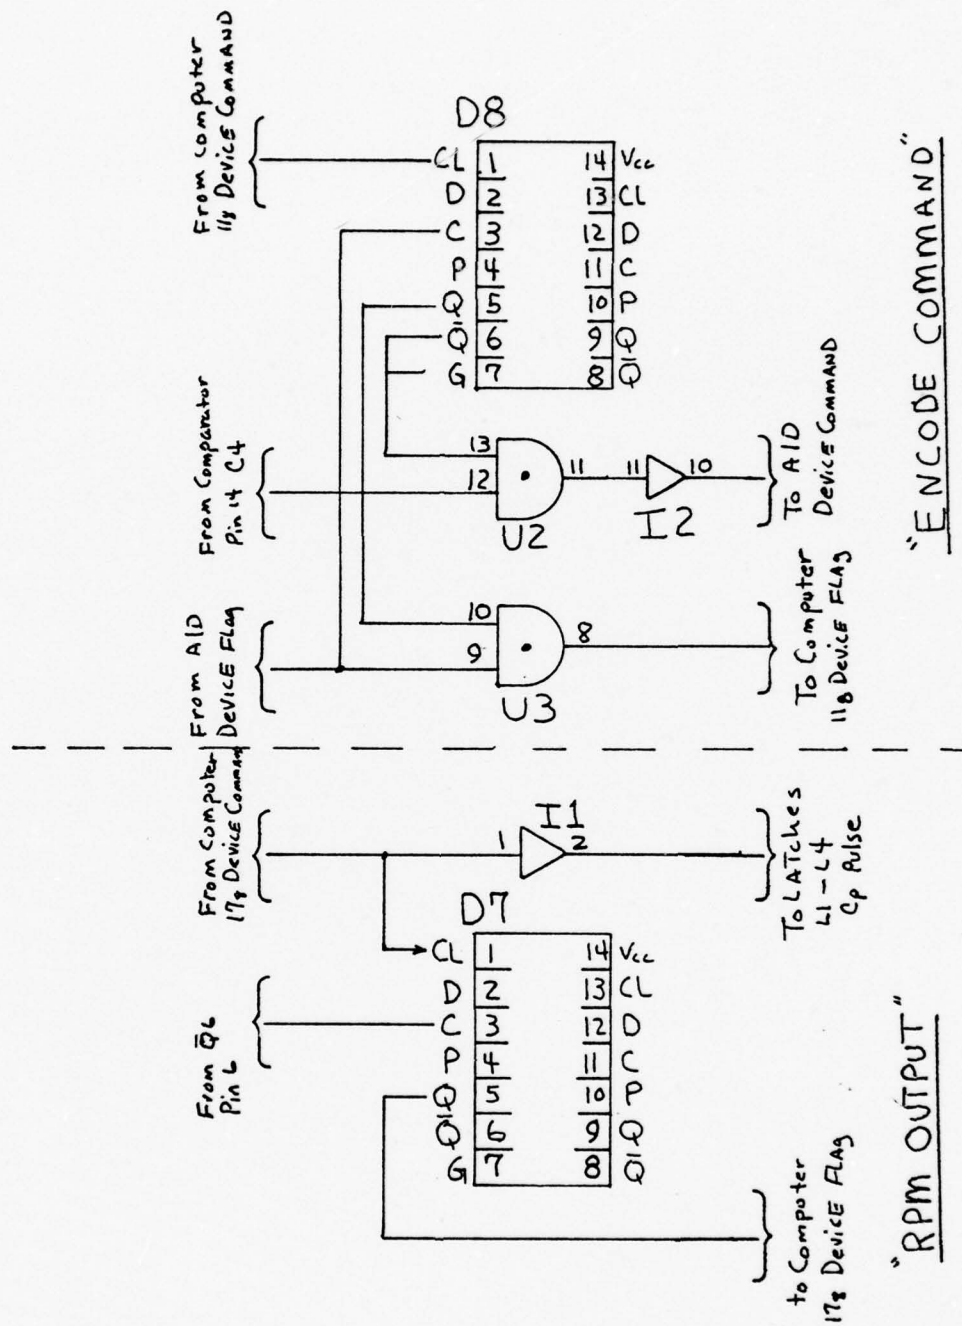 From Computer
11₈ Device COMMAND
D8
CL 1 14 Vcc
D 2 13 CL
C 3 12 D
P 4 11 C
Q 5 10 P
Q̅ 6 9 Q
G 7 8 Q̅
From Comparator
Pin 14 C4
13
12
11
U2
11
10
I2
To A/D
Device COMMAND
From A/D
DEVICE FLAG
10
9
8
U3
To Computer
11₈ Device FLAG
"ENCODE COMMAND"
From Computer
17₈ Device COMMAND
1
I1
2
To LATChes
L1-L4
Cp Pulse
D7
CL 1 14 Vcc
D 2 13 CL
C 3 12 D
P 4 11 C
Q 5 10 P
Q̅ 6 9 Q
G 7 8 Q̅
From Q̅6
Pin 6
to Computer
17₈ Device FLAG
"RPM OUTPUT"